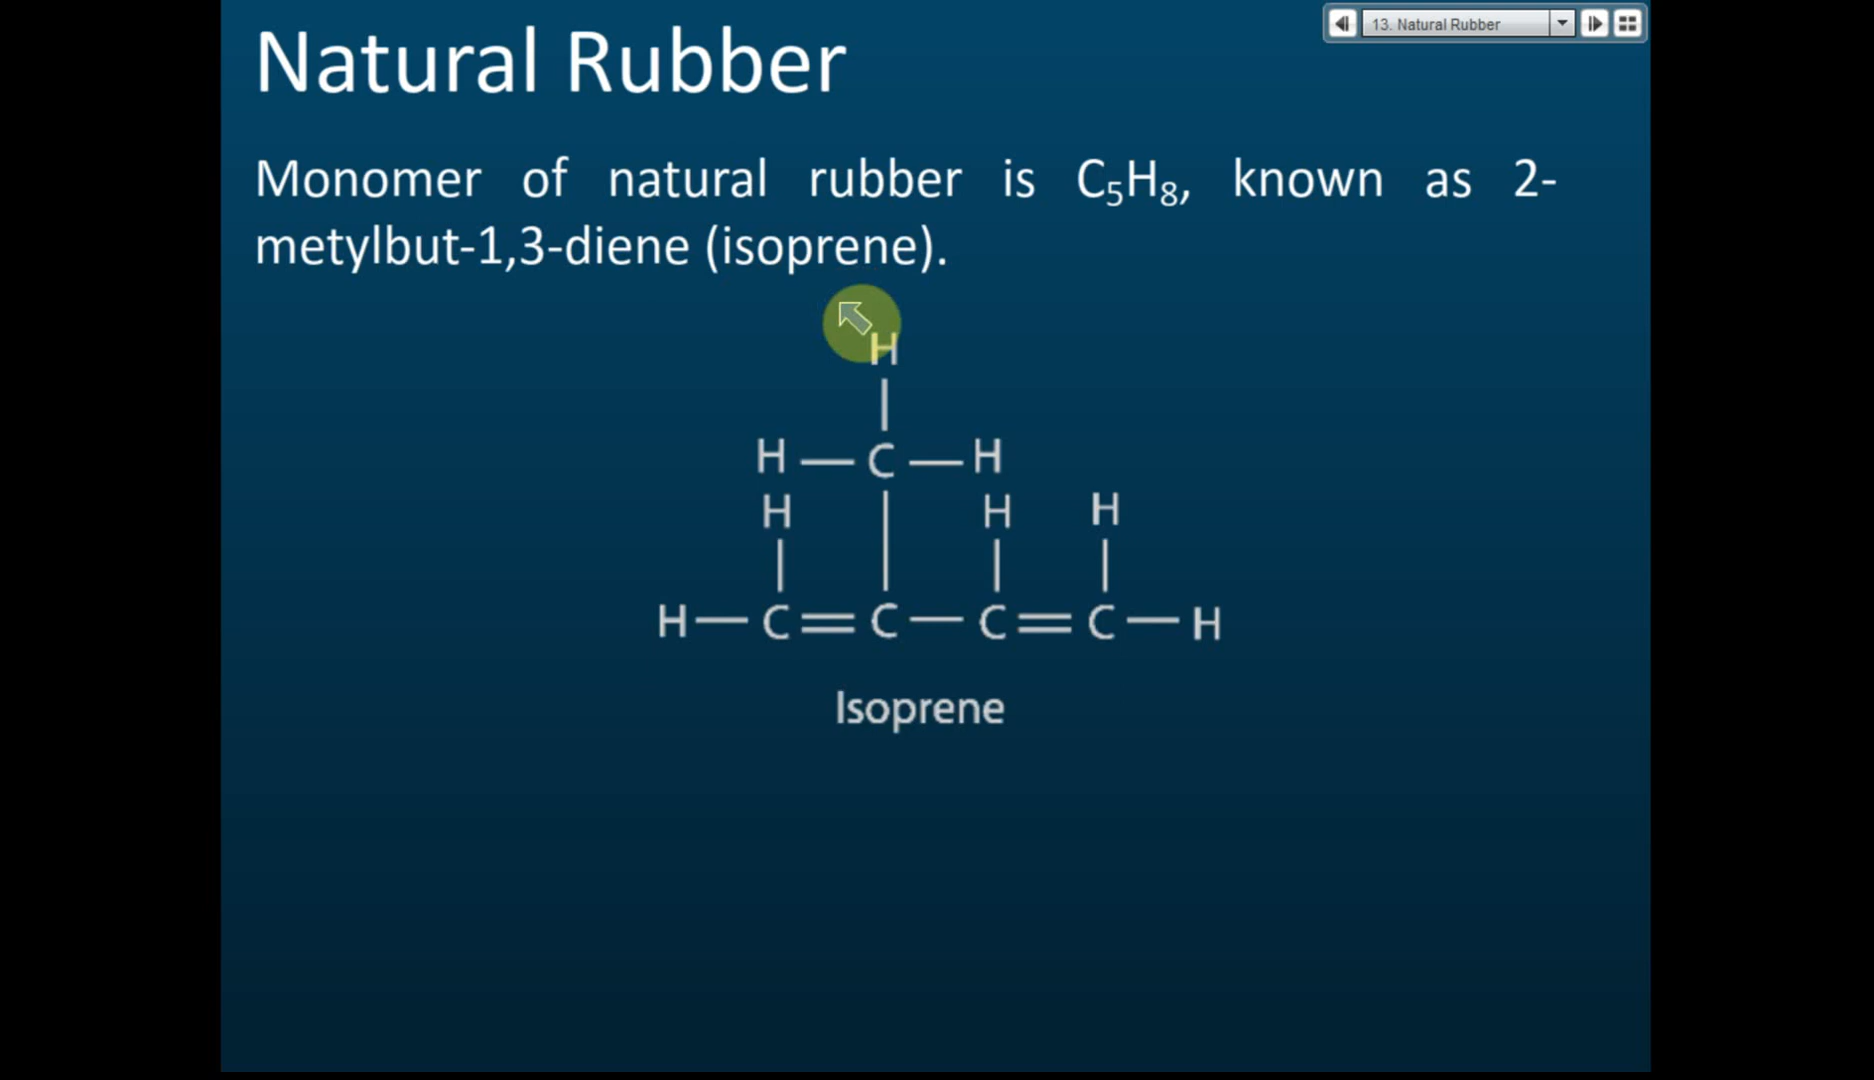 Natural Rubber
13. Natural Rubber
Monomer of natural rubber is C₅H₈, known as 2-
metylbut-1,3-diene (isoprene).
H
H — C — H
H H H
H — C = C — C = C — H
Isoprene